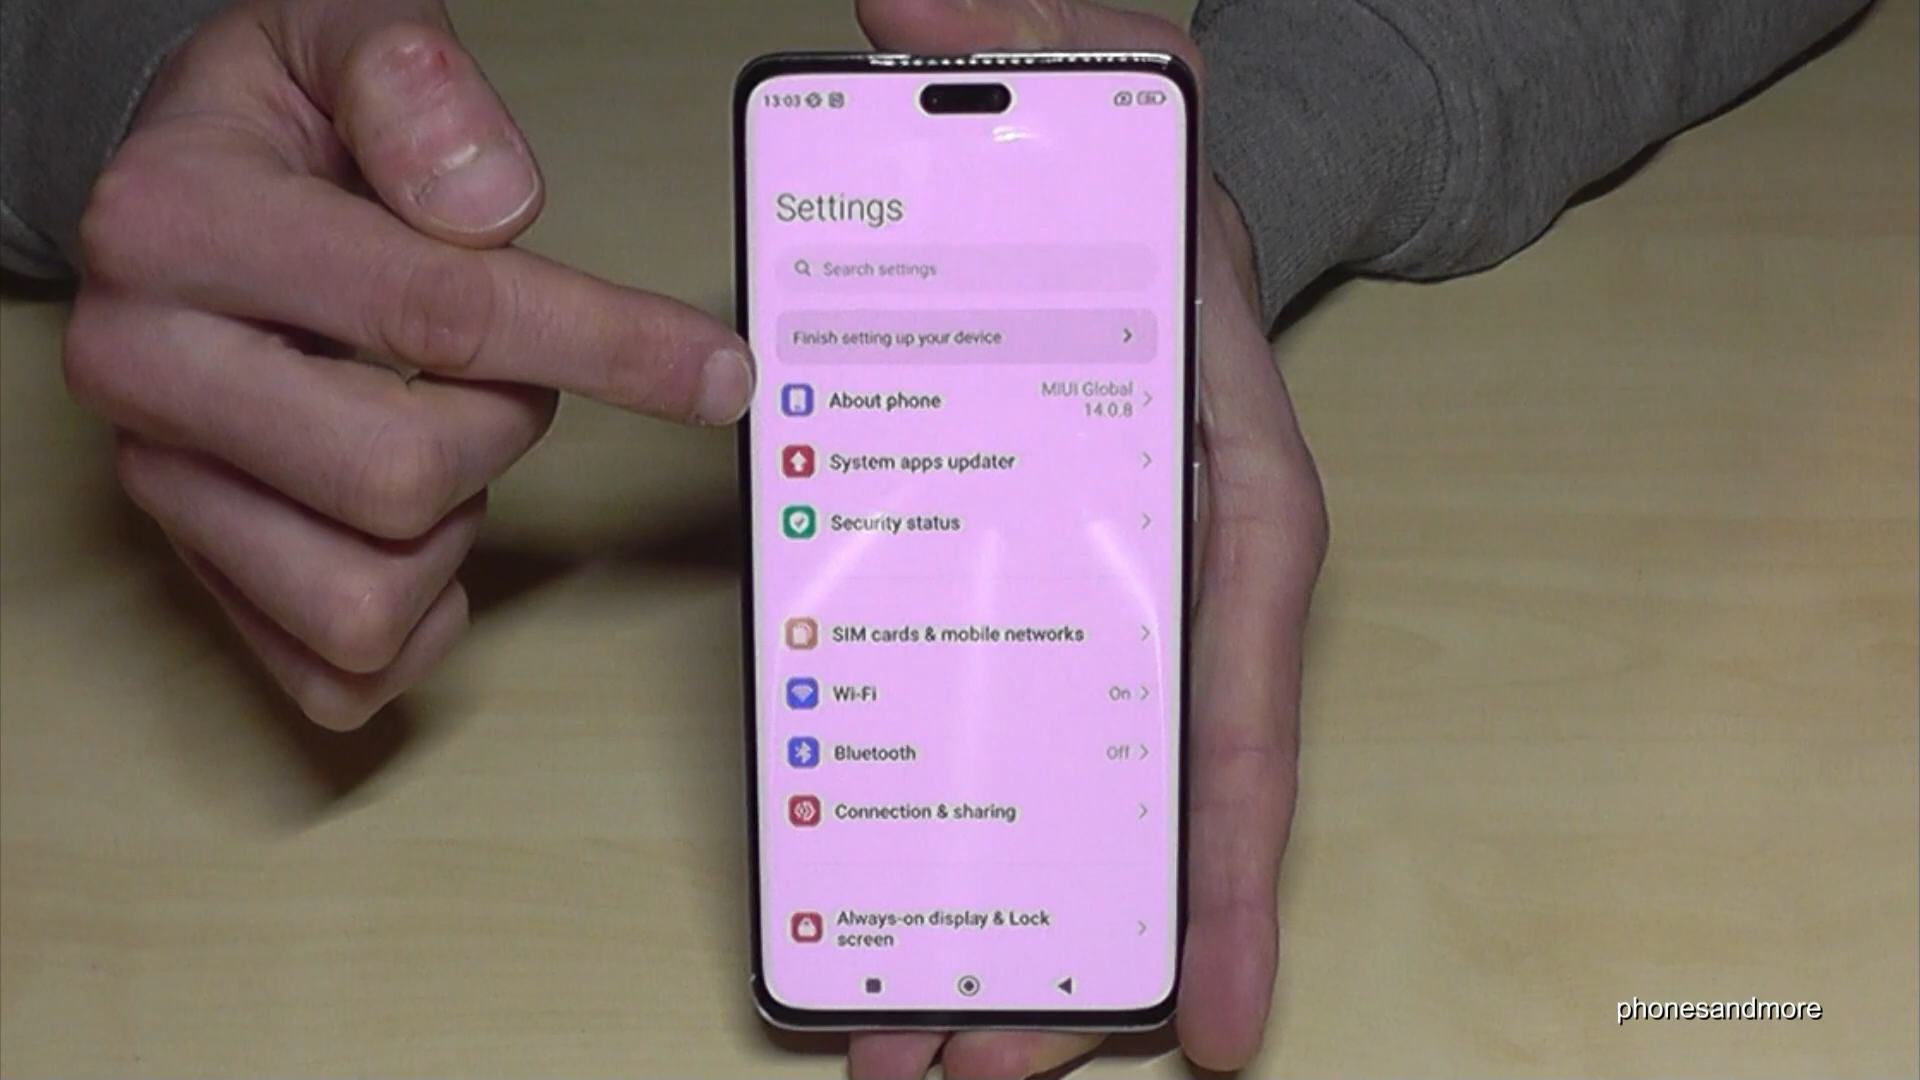 13:03
Settings
Search settings
Finish setting up your device
About phone
MIUI Global
14.0.8
System apps updater
Security status
SIM cards & mobile networks
Wi-Fi
On
Bluetooth
Off
Connection & sharing
Always-on display & Lock
screen
phonesandmore